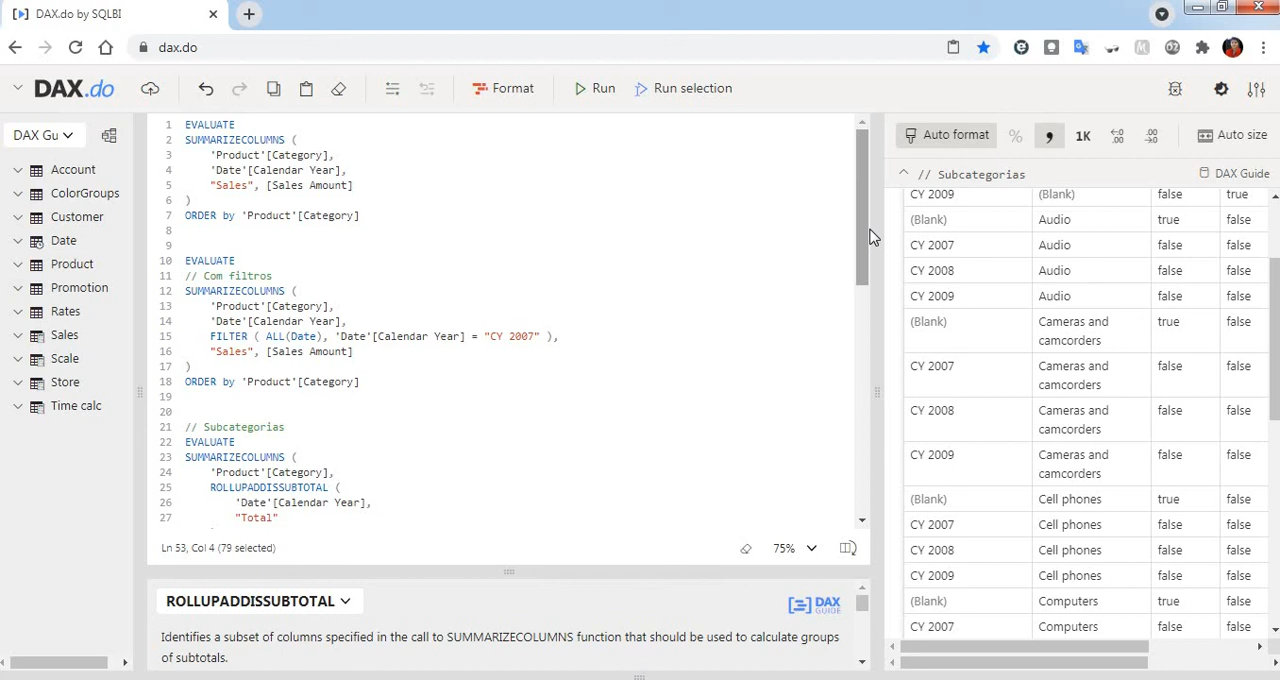 DAX.do by SQLBI
dax.do
DAX.do
Format
Run
Run selection
DAX Gu
Account
ColorGroups
Customer
Date
Product
Promotion
Rates
Sales
Scale
Store
Time calc
1 EVALUATE
2 SUMMARIZECOLUMNS (
3 'Product'[Category],
4 'Date'[Calendar Year],
5 "Sales", [Sales Amount]
6 )
7 ORDER by 'Product'[Category]
8
9
10 EVALUATE
11 // Com filtros
12 SUMMARIZECOLUMNS (
13 'Product'[Category],
14 'Date'[Calendar Year],
15 FILTER ( ALL(Date), 'Date'[Calendar Year] = "CY 2007" ),
16 "Sales", [Sales Amount]
17 )
18 ORDER by 'Product'[Category]
19
20
21 // Subcategorias
22 EVALUATE
23 SUMMARIZECOLUMNS (
24 'Product'[Category],
25 ROLLUPADDISSUBTOTAL (
26 'Date'[Calendar Year],
27 "Total"
Ln 53, Col 4 (79 selected)
75%
ROLLUPADDISSUBTOTAL
DAX GUIDE
Identifies a subset of columns specified in the call to SUMMARIZECOLUMNS function that should be used to calculate groups
of subtotals.
Auto format
%
,
1K
Auto size
// Subcategorias
DAX Guide
CY 2009 (Blank) false true
(Blank) Audio true false
CY 2007 Audio false false
CY 2008 Audio false false
CY 2009 Audio false false
(Blank) Cameras and camcorders true false
CY 2007 Cameras and camcorders false false
CY 2008 Cameras and camcorders false false
CY 2009 Cameras and camcorders false false
(Blank) Cell phones true false
CY 2007 Cell phones false false
CY 2008 Cell phones false false
CY 2009 Cell phones false false
(Blank) Computers true false
CY 2007 Computers false false